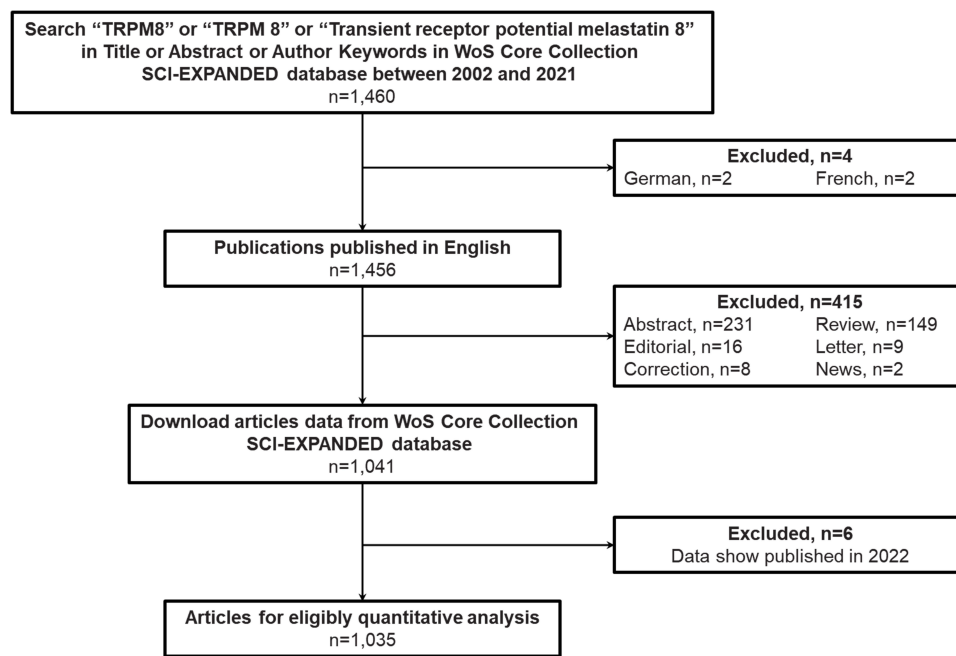 Search “TRPM8” or “TRPM 8” or “Transient receptor potential melastatin 8”
in Title or Abstract or Author Keywords in WoS Core Collection
SCI-EXPANDED database between 2002 and 2021
n=1,460
Excluded, n=4
German, n=2 French, n=2
Publications published in English
n=1,456
Excluded, n=415
Abstract, n=231 Review, n=149
Editorial, n=16 Letter, n=9
Correction, n=8 News, n=2
Download articles data from WoS Core Collection
SCI-EXPANDED database
n=1,041
Excluded, n=6
Data show published in 2022
Articles for eligibly quantitative analysis
n=1,035